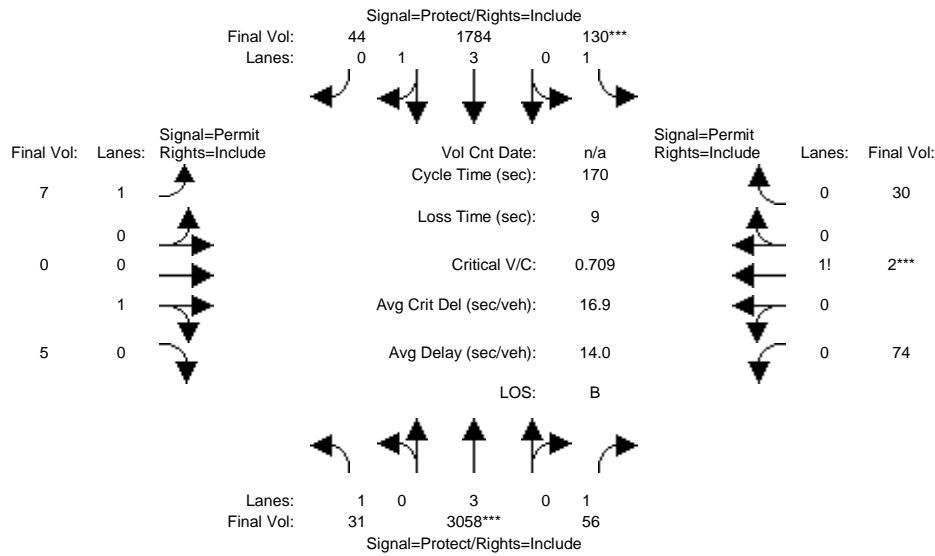 Signal=Protect/Rights=Include
Final Vol: 44 1784 130***
Lanes: 0 1 3 0 1
Signal=Permit Signal=Permit
Final Vol: Lanes: Rights=Include Vol Cnt Date: n/a Rights=Include Lanes: Final Vol:
Cycle Time (sec): 170
7 1 0 30
Loss Time (sec): 9
0 0
0 0 Critical V/C: 0.709 1! 2***
1 Avg Crit Del (sec/veh): 16.9 0
5 0 Avg Delay (sec/veh): 14.0 0 74
LOS: B
Lanes: 1 0 3 0 1
Final Vol: 31 3058*** 56
Signal=Protect/Rights=Include